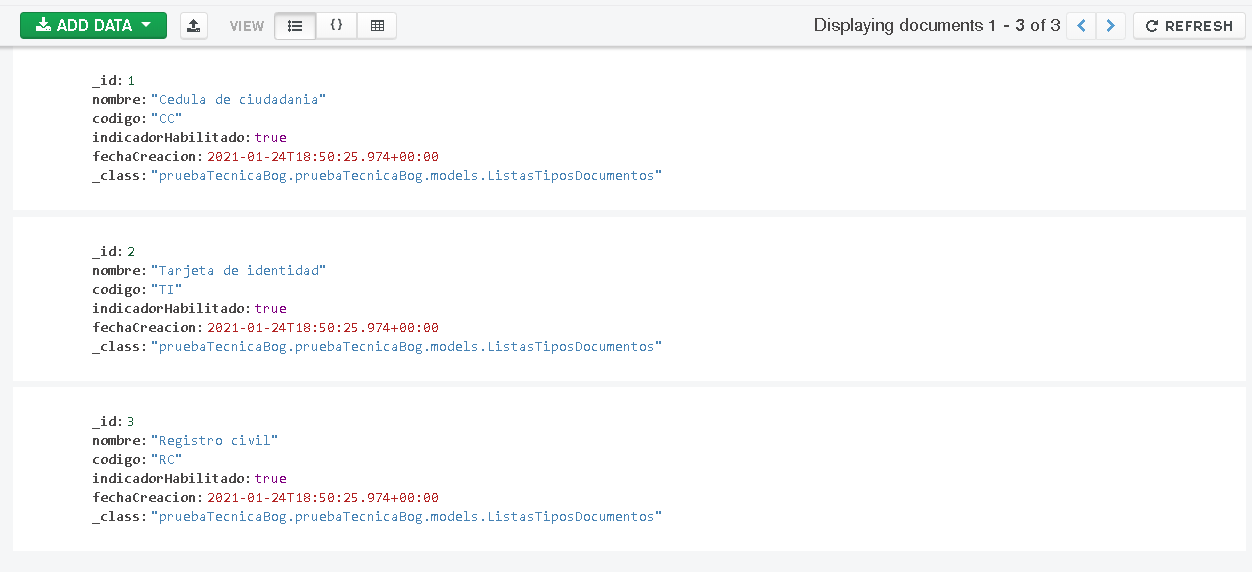 ADD DATA VIEW {} Displaying documents 1 - 3 of 3 REFRESH
_id: 1
nombre: "Cedula de ciudadania"
codigo: "CC"
indicadorHabilitado: true
fechaCreacion: 2021-01-24T18:50:25.974+00:00
_class: "pruebaTecnicaBog.pruebaTecnicaBog.models.ListasTiposDocumentos"
_id: 2
nombre: "Tarjeta de identidad"
codigo: "TI"
indicadorHabilitado: true
fechaCreacion: 2021-01-24T18:50:25.974+00:00
_class: "pruebaTecnicaBog.pruebaTecnicaBog.models.ListasTiposDocumentos"
_id: 3
nombre: "Registro civil"
codigo: "RC"
indicadorHabilitado: true
fechaCreacion: 2021-01-24T18:50:25.974+00:00
_class: "pruebaTecnicaBog.pruebaTecnicaBog.models.ListasTiposDocumentos"